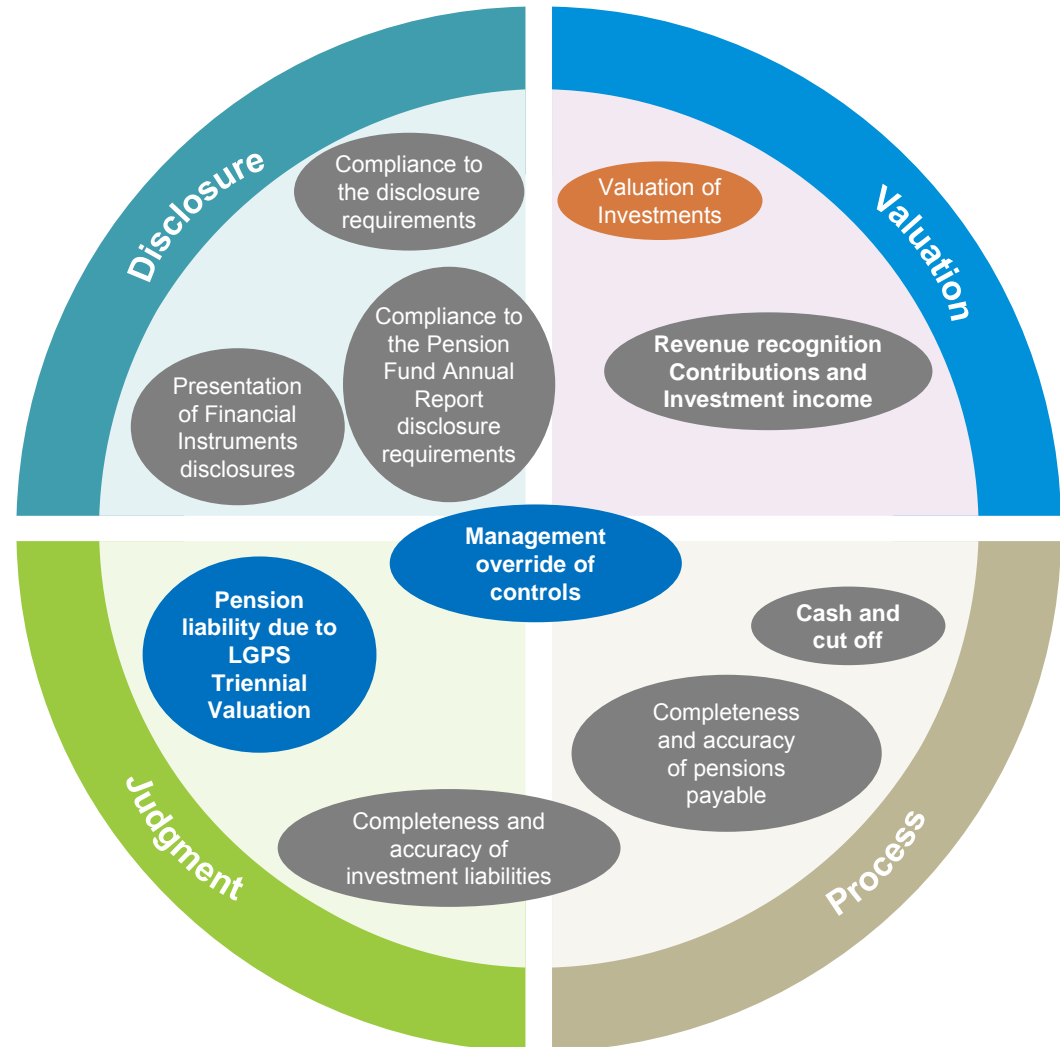 Disclosure
Compliance to
the disclosure
requirements
Compliance to
the Pension
Fund Annual
Report
disclosure
requirements
Presentation
of Financial
Instruments
disclosures
Valuation
Valuation of
Investments
Revenue recognition
Contributions and
Investment income
Management
override of
controls
Judgment
Pension
liability due to
LGPS
Triennial
Valuation
Completeness and
accuracy of
investment liabilities
Process
Cash and
cut off
Completeness
and accuracy
of pensions
payable